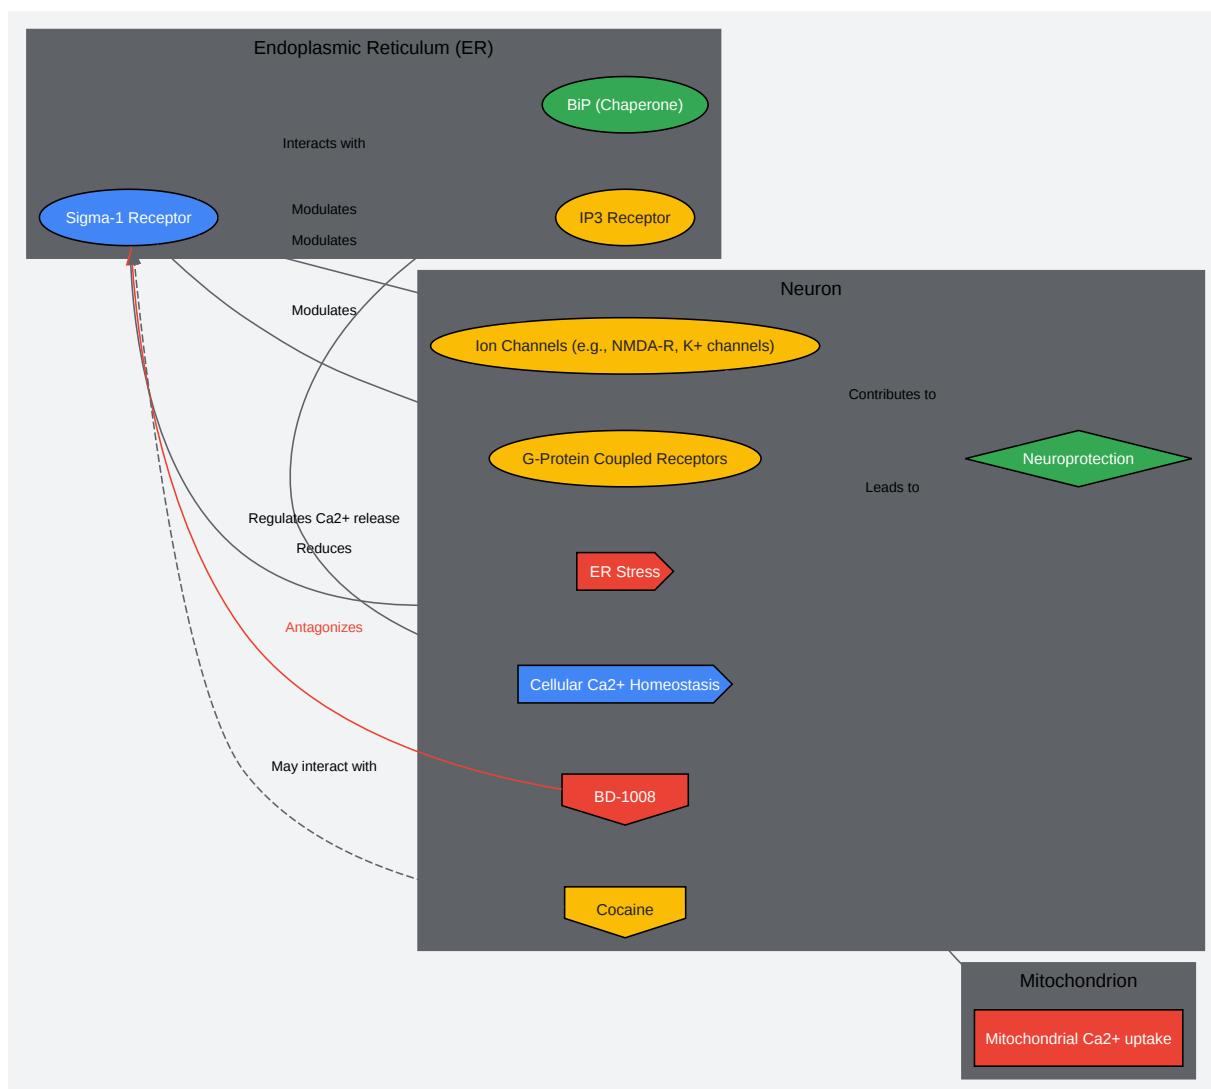 Endoplasmic Reticulum (ER)
BiP (Chaperone)
Interacts with
Sigma-1 Receptor
Modulates
IP3 Receptor
Modulates
Neuron
Modulates
Ion Channels (e.g., NMDA-R, K+ channels)
Contributes to
G-Protein Coupled Receptors
Neuroprotection
Leads to
Regulates Ca2+ release
Reduces
ER Stress
Antagonizes
Cellular Ca2+ Homeostasis
May interact with
BD-1008
Cocaine
Mitochondrion
Mitochondrial Ca2+ uptake